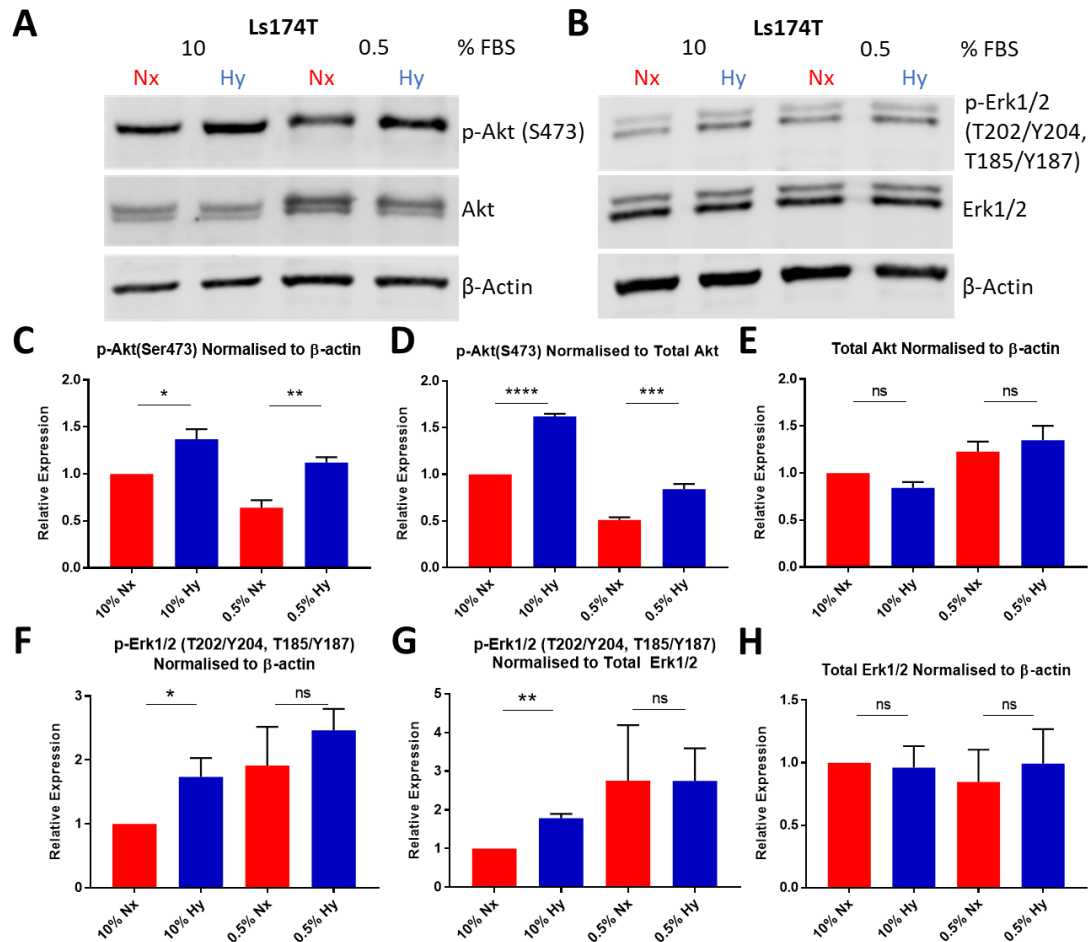 A
Ls174T
10 0.5 % FBS
Nx Hy Nx Hy
p-Akt (S473)
Akt
β-Actin
B
Ls174T
10 0.5 % FBS
Nx Hy Nx Hy
p-Erk1/2
(T202/Y204,
T185/Y187)
Erk1/2
β-Actin
C
p-Akt(Ser473) Normalised to β-actin
Relative Expression
2.0
1.5
1.0
0.5
0.0
* **
10% Nx 10% Hy 0.5% Nx 0.5% Hy
D
p-Akt(S473) Normalised to Total Akt
Relative Expression
2.0
1.5
1.0
0.5
0.0
**** ***
10% Nx 10% Hy 0.5% Nx 0.5% Hy
E
Total Akt Normalised to β-actin
Relative Expression
2.0
1.5
1.0
0.5
0.0
ns ns
10% Nx 10% Hy 0.5% Nx 0.5% Hy
F
p-Erk1/2 (T202/Y204, T185/Y187)
Normalised to β-actin
Relative Expression
3
2
1
0
* ns
10% Nx 10% Hy 0.5% Nx 0.5% Hy
G
p-Erk1/2 (T202/Y204, T185/Y187)
Normalised to Total Erk1/2
Relative Expression
5
4
3
2
1
0
** ns
10% Nx 10% Hy 0.5% Nx 0.5% Hy
H
Total Erk1/2 Normalised to β-actin
Relative Expression
1.5
1.0
0.5
0.0
ns ns
10% Nx 10% Hy 0.5% Nx 0.5% Hy